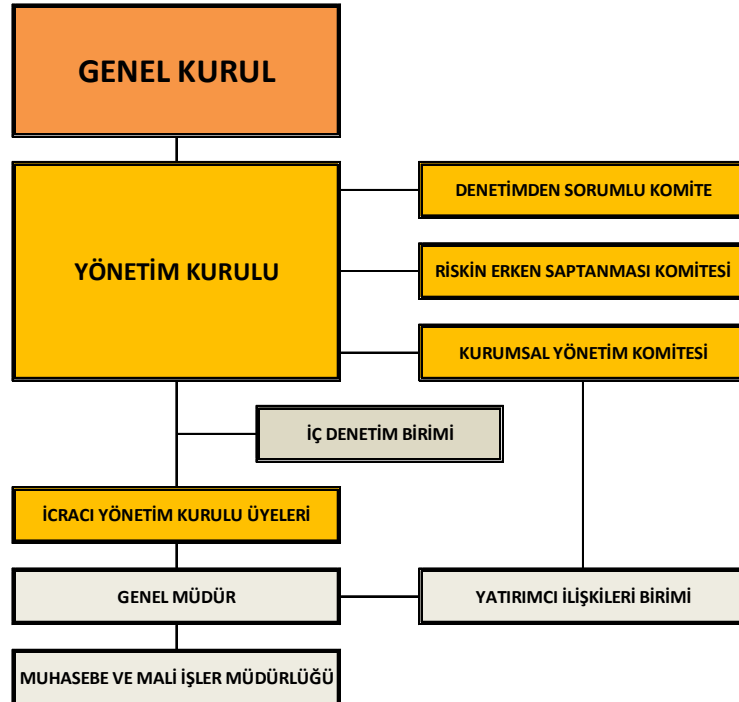 GENEL KURUL
YÖNETİM KURULU
DENETİMDEN SORUMLU KOMİTE
RİSKİN ERKEN SAPTANMASI KOMİTESİ
KURUMSAL YÖNETİM KOMİTESİ
İÇ DENETİM BİRİMİ
İCRACI YÖNETİM KURULU ÜYELERİ
GENEL MÜDÜR
YATIRIMCI İLİŞKİLERİ BİRİMİ
MUHASEBE VE MALİ İŞLER MÜDÜRLÜĞÜ